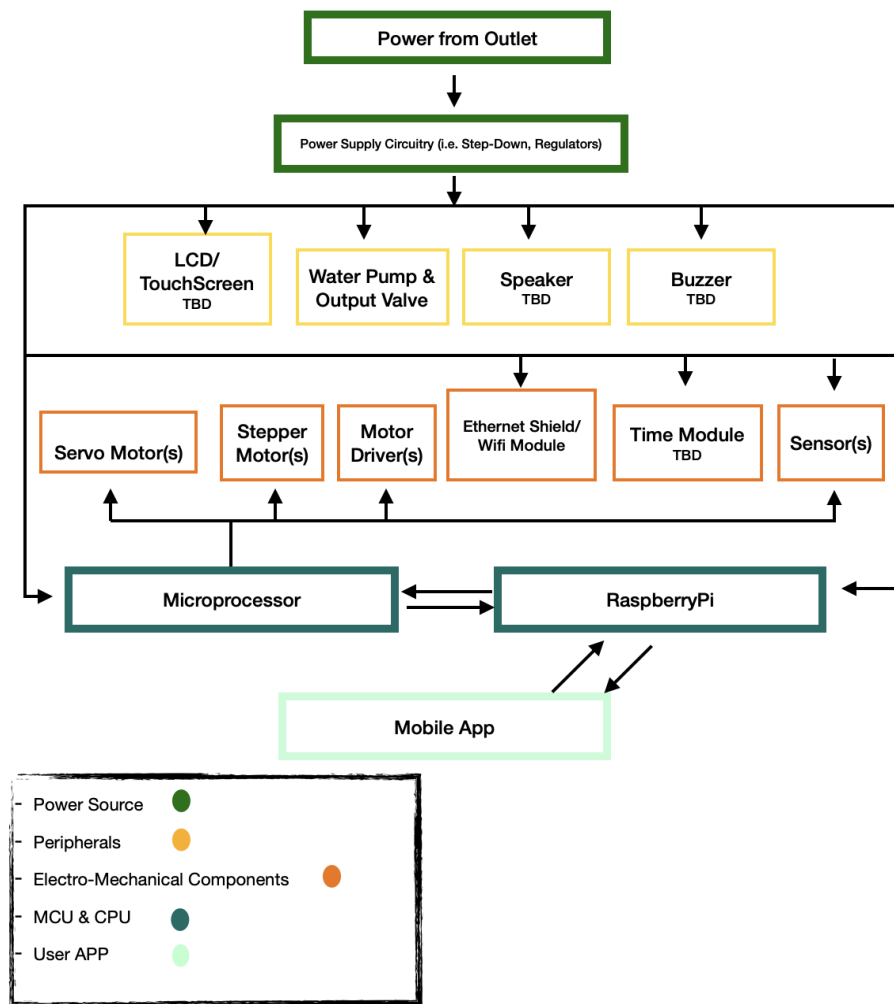 Power from Outlet
Power Supply Circuitry (i.e. Step-Down, Regulators)
LCD/
TouchScreen
TBD
Water Pump &
Output Valve
Speaker
TBD
Buzzer
TBD
Servo Motor(s)
Stepper
Motor(s)
Motor
Driver(s)
Ethernet Shield/
Wifi Module
Time Module
TBD
Sensor(s)
Microprocessor
RaspberryPi
Mobile App
- Power Source
- Peripherals
- Electro-Mechanical Components
- MCU & CPU
- User APP